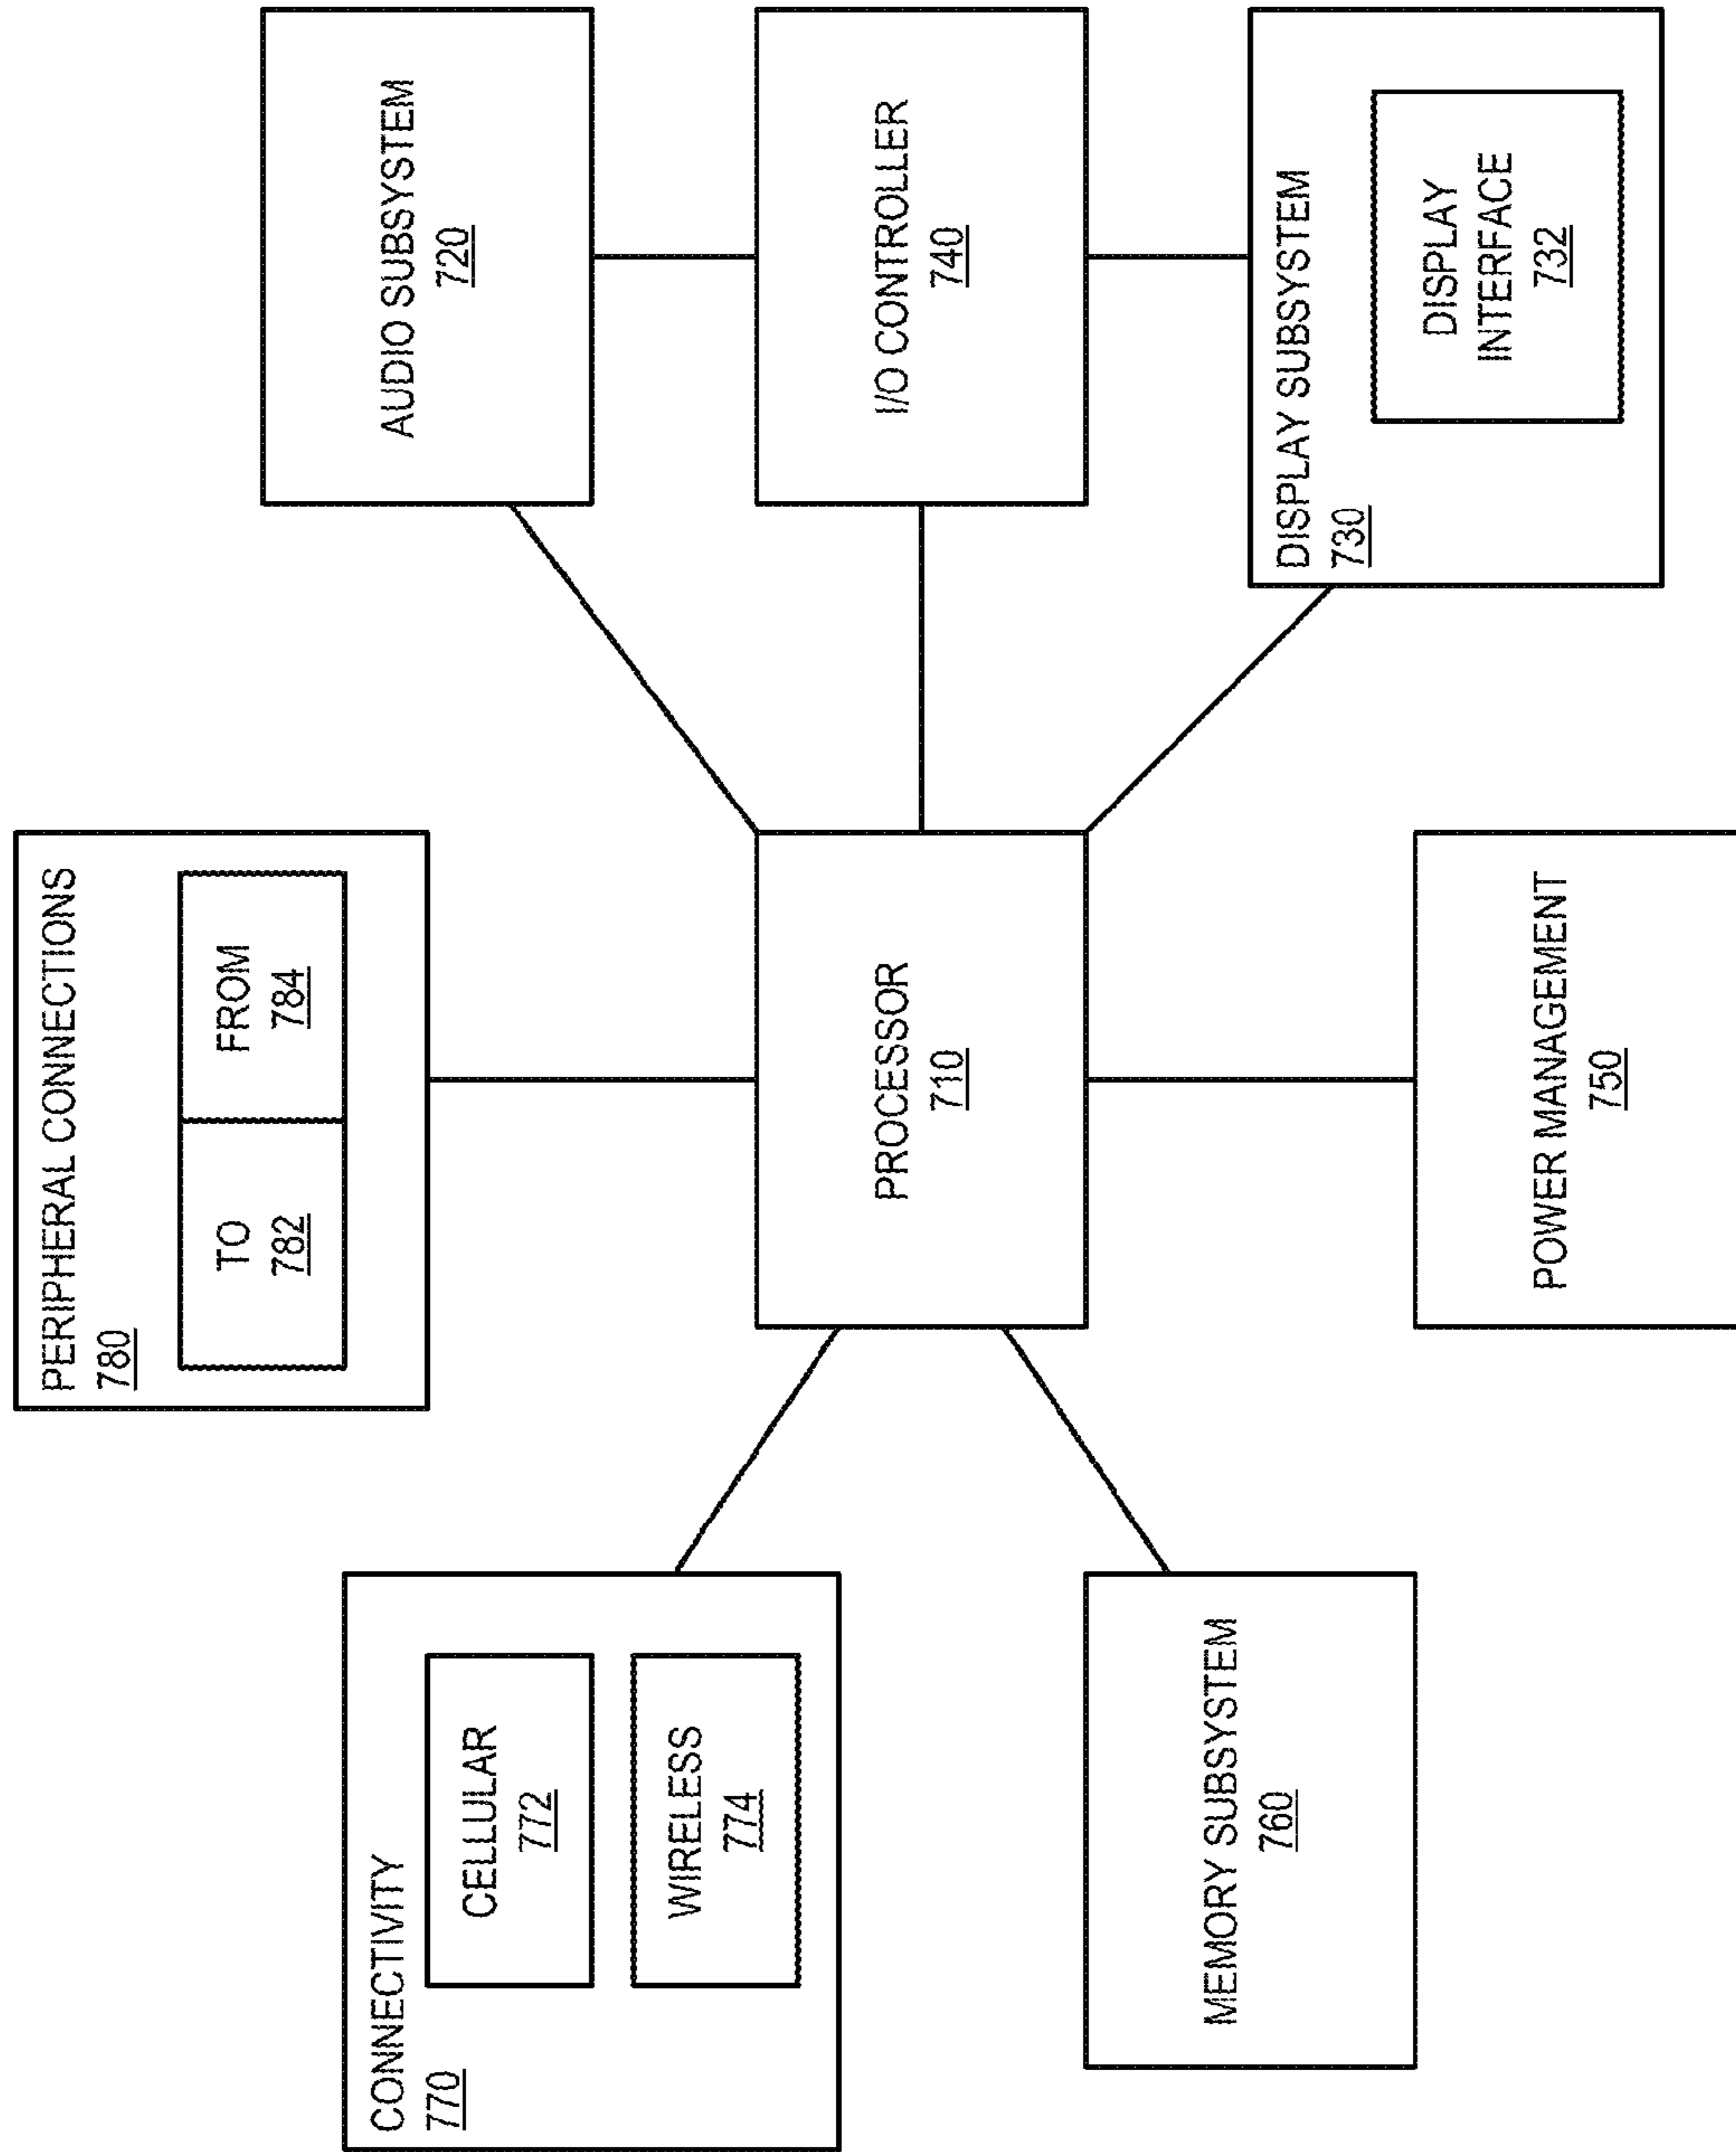 PERIPHERAL CONNECTIONS
780
TO
782
FROM
784
CONNECTIVITY
770
CELLULAR
772
WIRELESS
774
AUDIO SUBSYSTEM
720
PROCESSOR
710
I/O CONTROLLER
740
MEMORY SUBSYSTEM
760
DISPLAY SUBSYSTEM
730
DISPLAY
INTERFACE
732
POWER MANAGEMENT
750